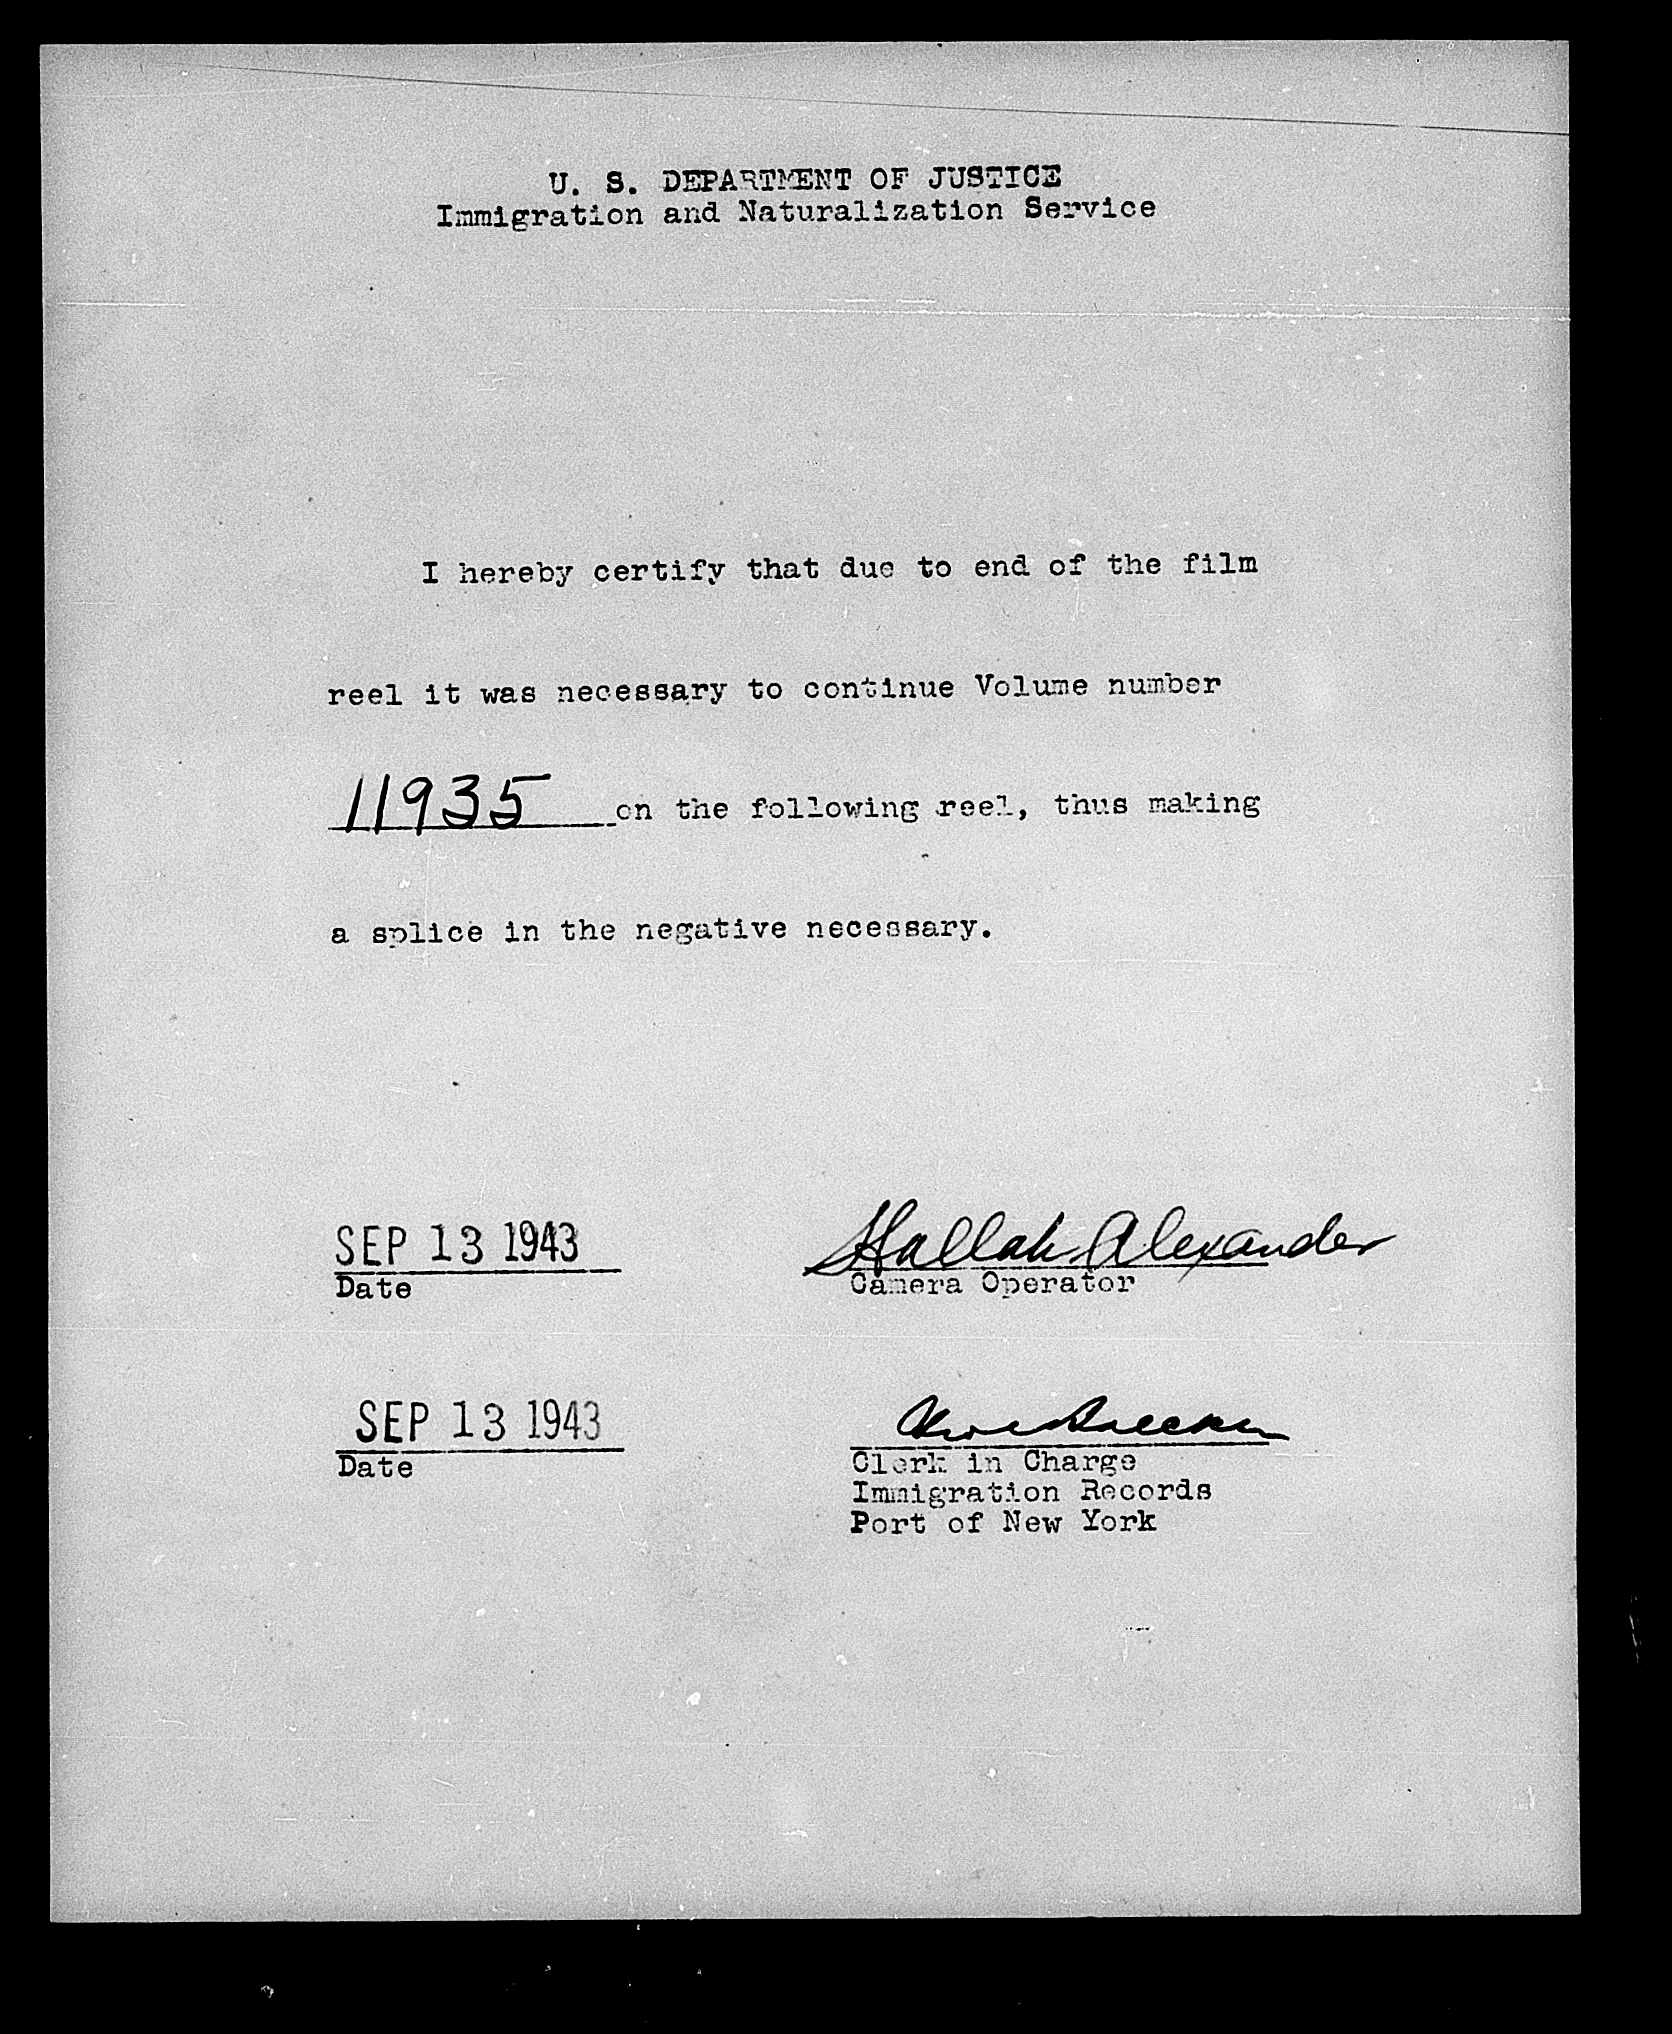 U. S. DEPARTMENT OF JUSTICE
Immigration and Naturalization Service
I hereby certify that due to end of the film
reel it was necessary to continue Volume number
11935 on the following reel, thus making
a splice in the negative necessary.
SEP 13 1943
Date
Hallah Alexander
Camera Operator
SEP 13 1943
Date
Clerk in Charge
Immigration Records
Port of New York